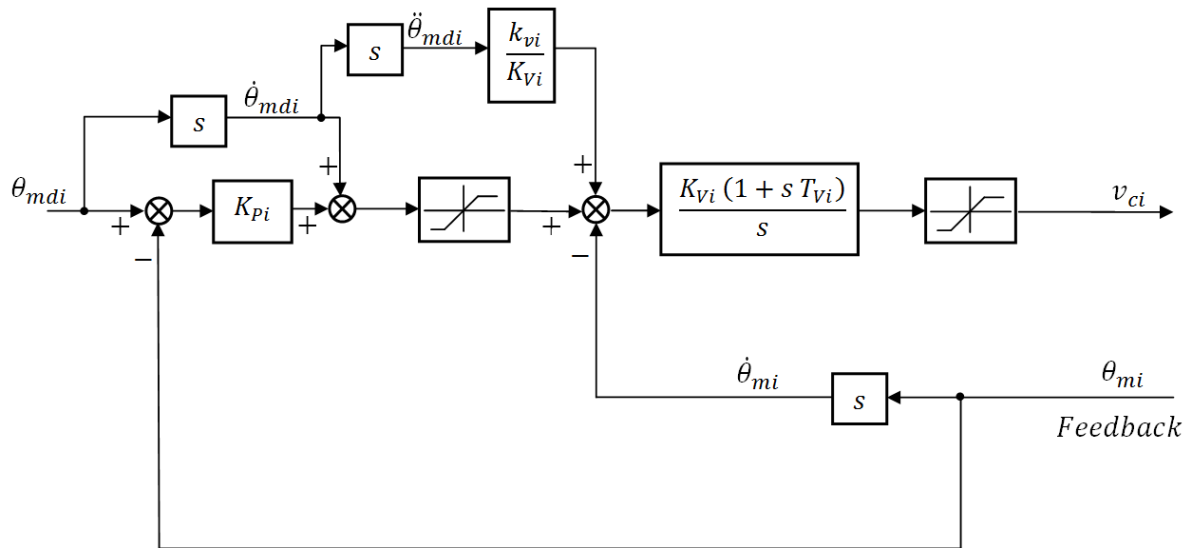 s
θ̈_mdi
k_vi
K_Vi
s
θ̇_mdi
+
+
θ_mdi
K_Pi
K_Vi (1 + s T_Vi)
s
v_ci
+
+
+
−
−
θ̇_mi
s
θ_mi
Feedback